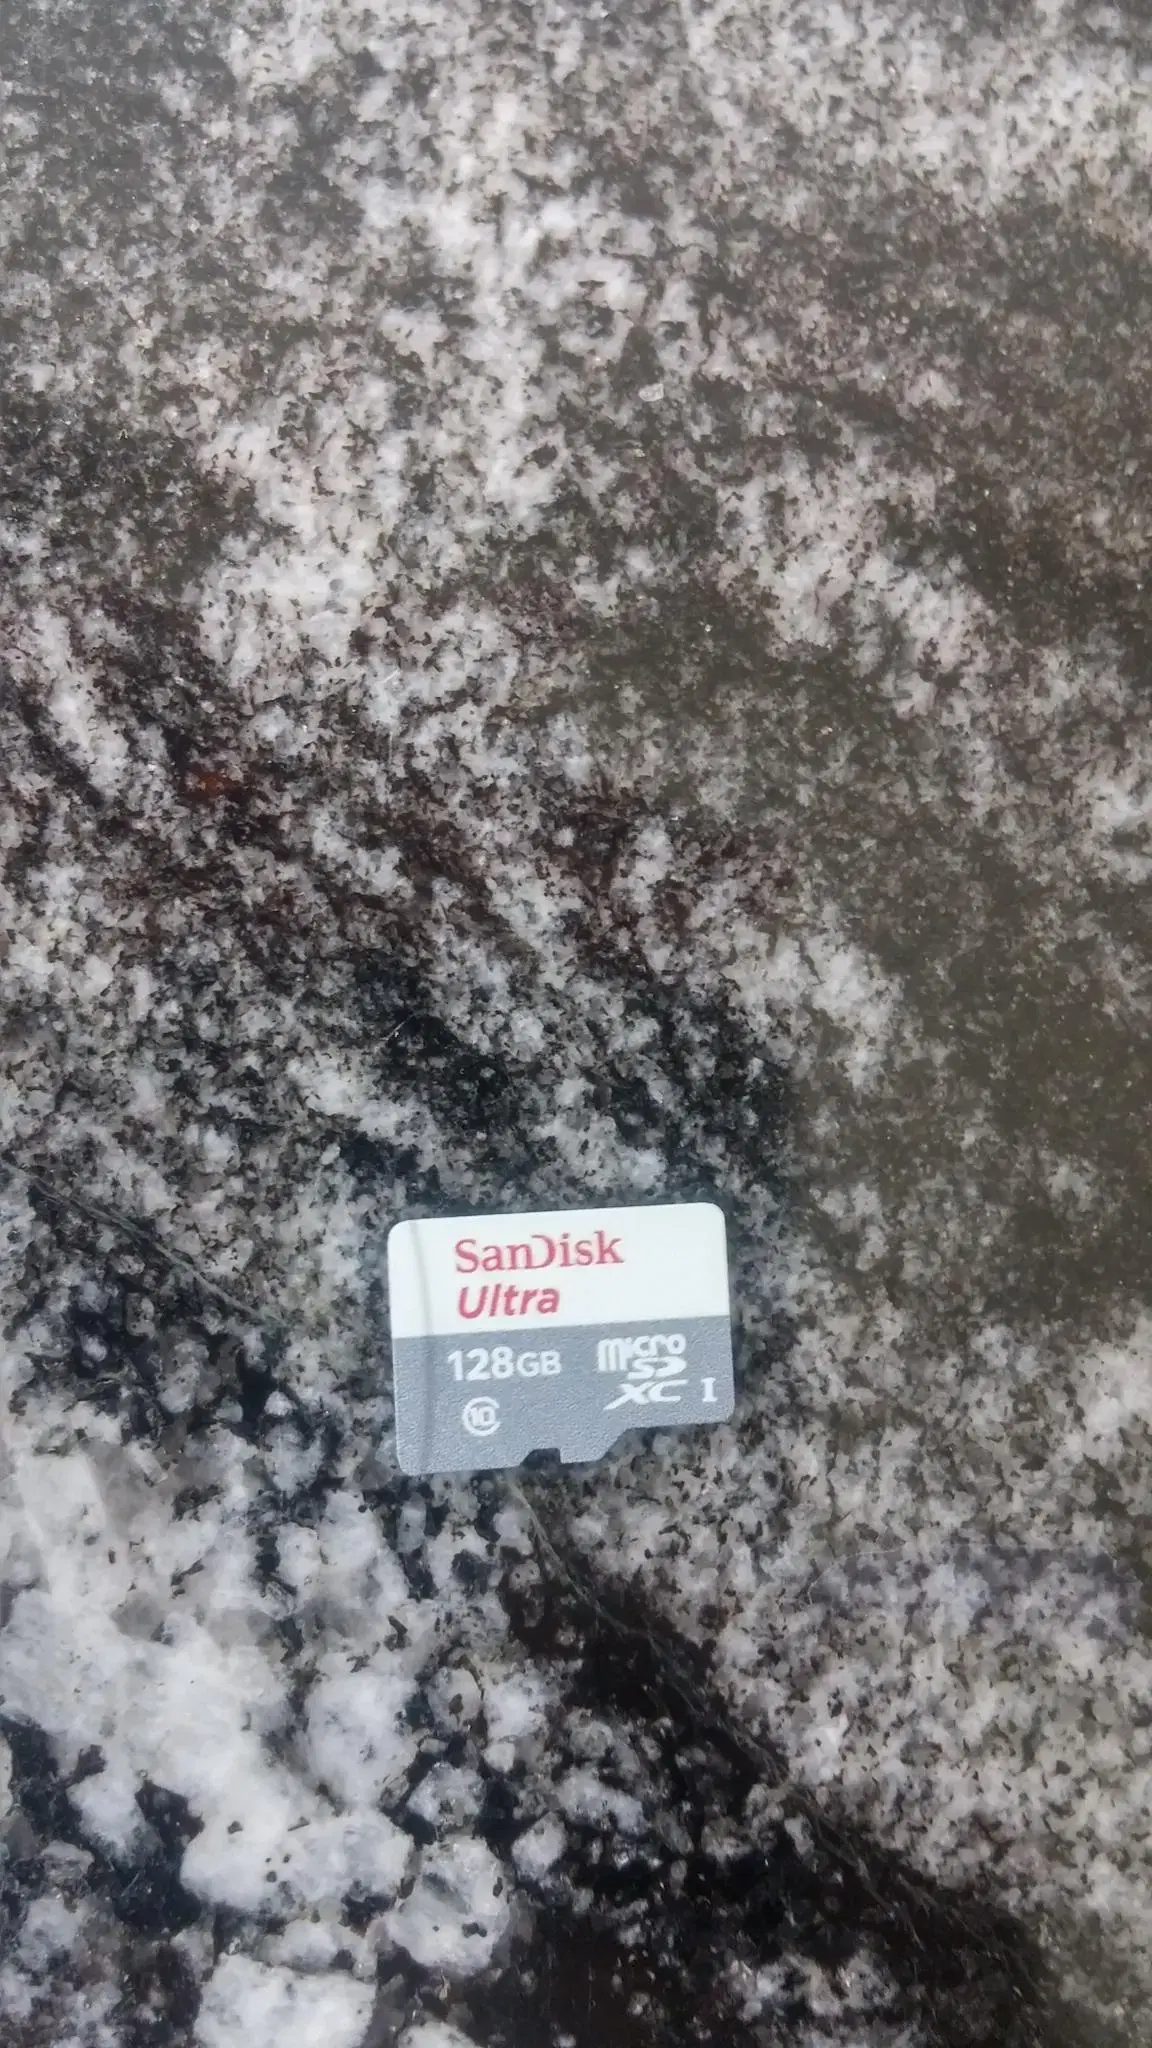 SanDisk
Ultra
128GB
micro
SD
XC I
10